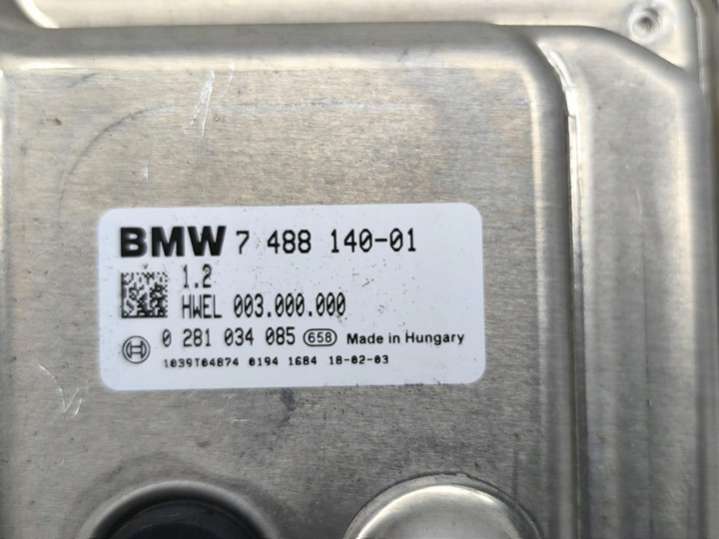 BMW 7 488 140-01
1.2
HWEL 003.000.000
0 281 034 085 658 Made in Hungary
1039T04874 0194 1684 18-02-03